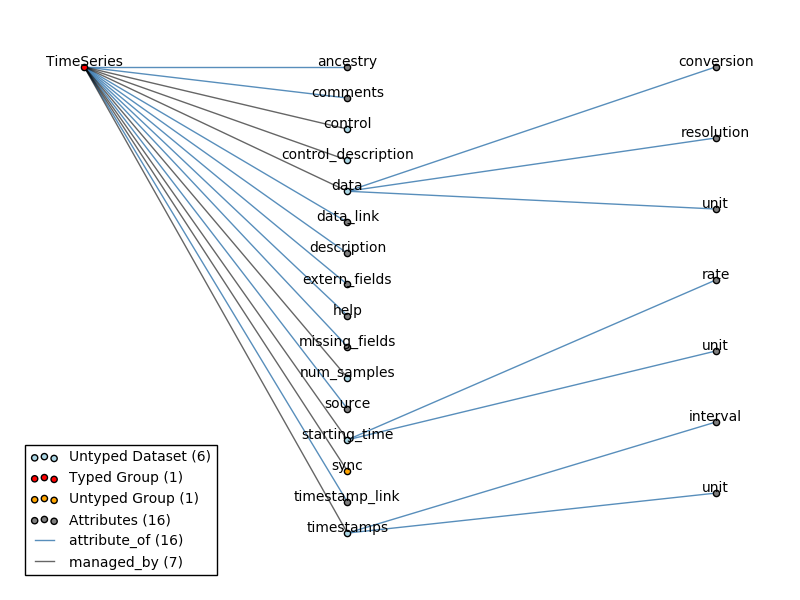 TimeSeries
ancestry
conversion
comments
control
resolution
control_description
data
unit
data_link
description
rate
extern_fields
help
unit
missing_fields
num_samples
source
interval
starting_time
sync
unit
timestamp_link
timestamps
Untyped Dataset (6)
Typed Group (1)
Untyped Group (1)
Attributes (16)
attribute_of (16)
managed_by (7)